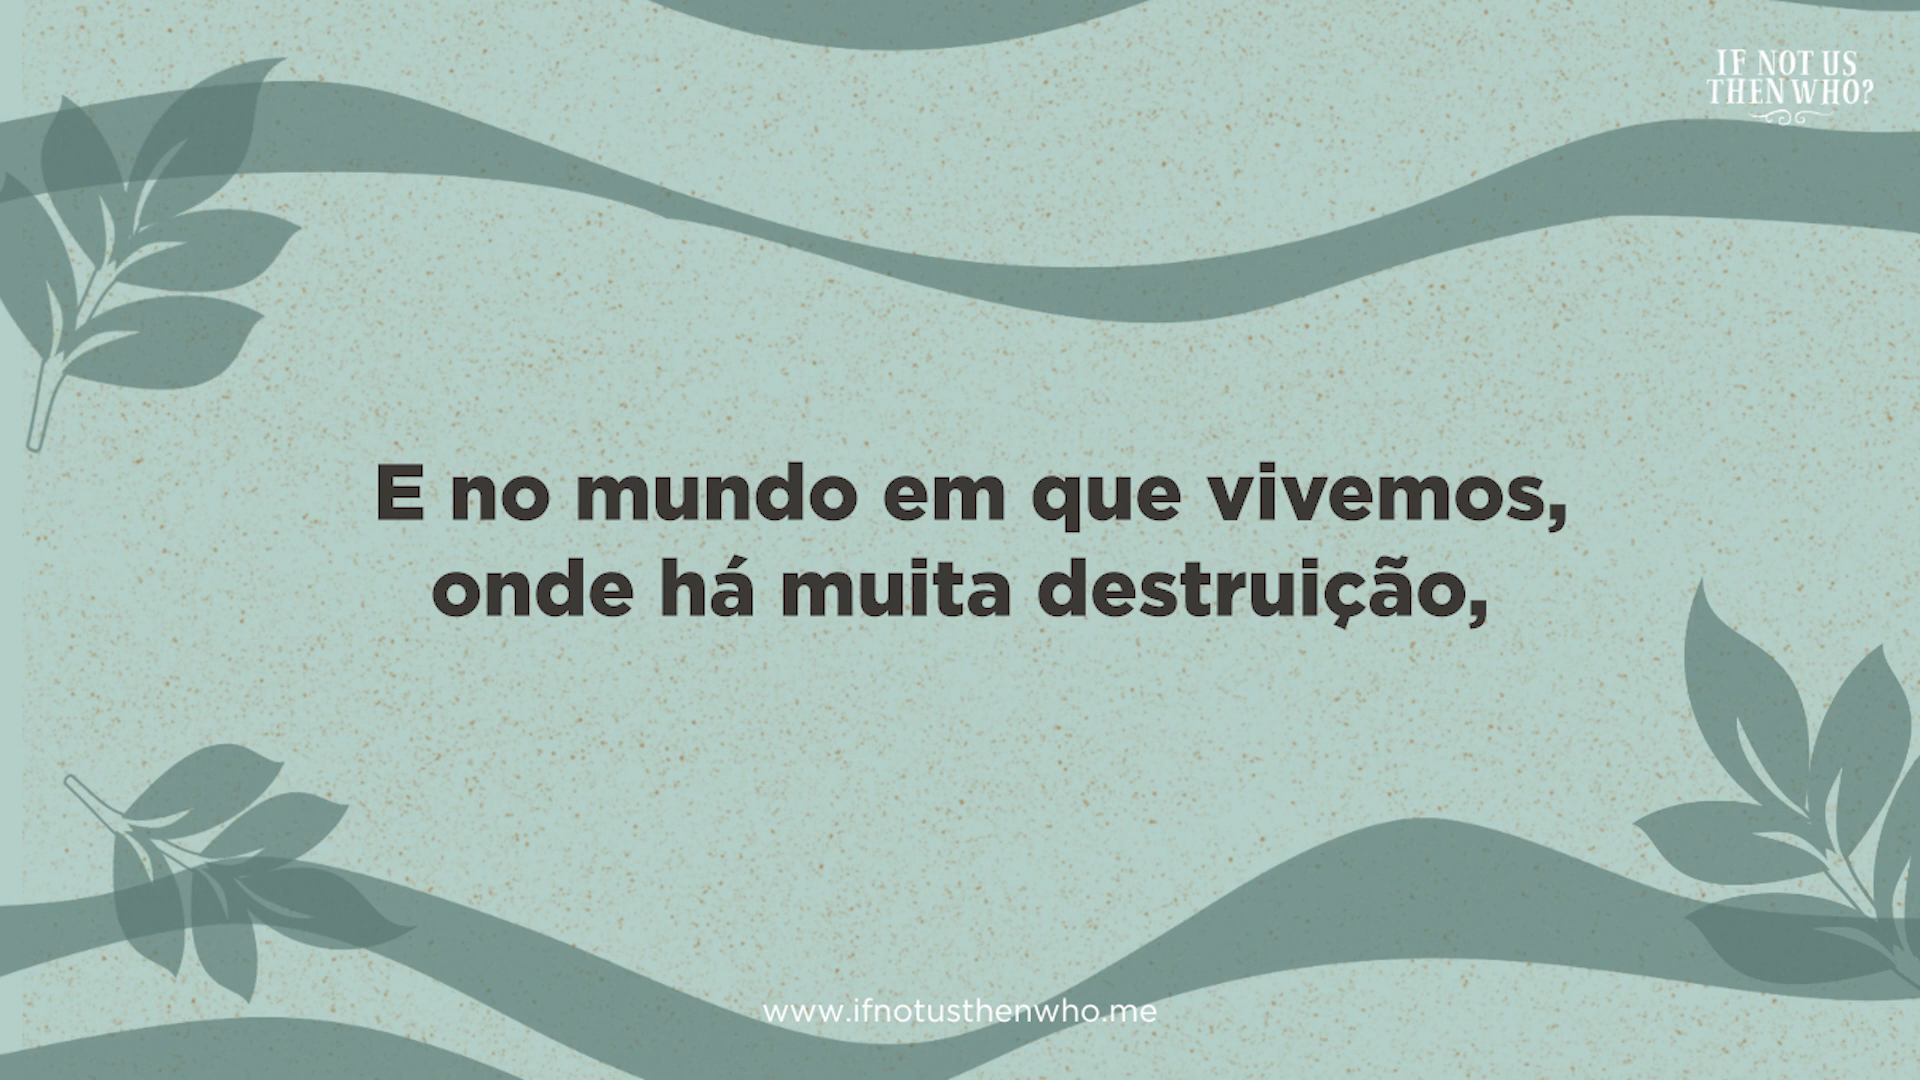 IF NOT US
THEN WHO?
E no mundo em que vivemos,
onde há muita destruição,
www.ifnotusthenwho.me